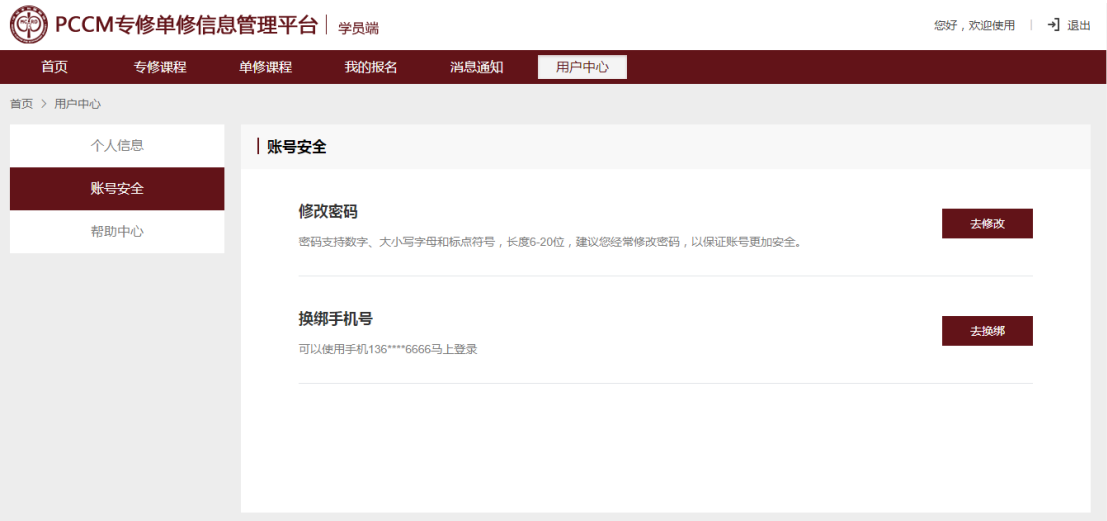 PCCM专修单修信息管理平台 学员端
您好，欢迎使用 退出
首页 专修课程 单修课程 我的报名 消息通知 用户中心
首页 > 用户中心
个人信息
账号安全
帮助中心
账号安全
修改密码
密码支持数字、大小写字母和标点符号，长度6-20位，建议您经常修改密码，以保证账号更加安全。
去修改
换绑手机号
可以使用手机136****6666马上登录
去换绑